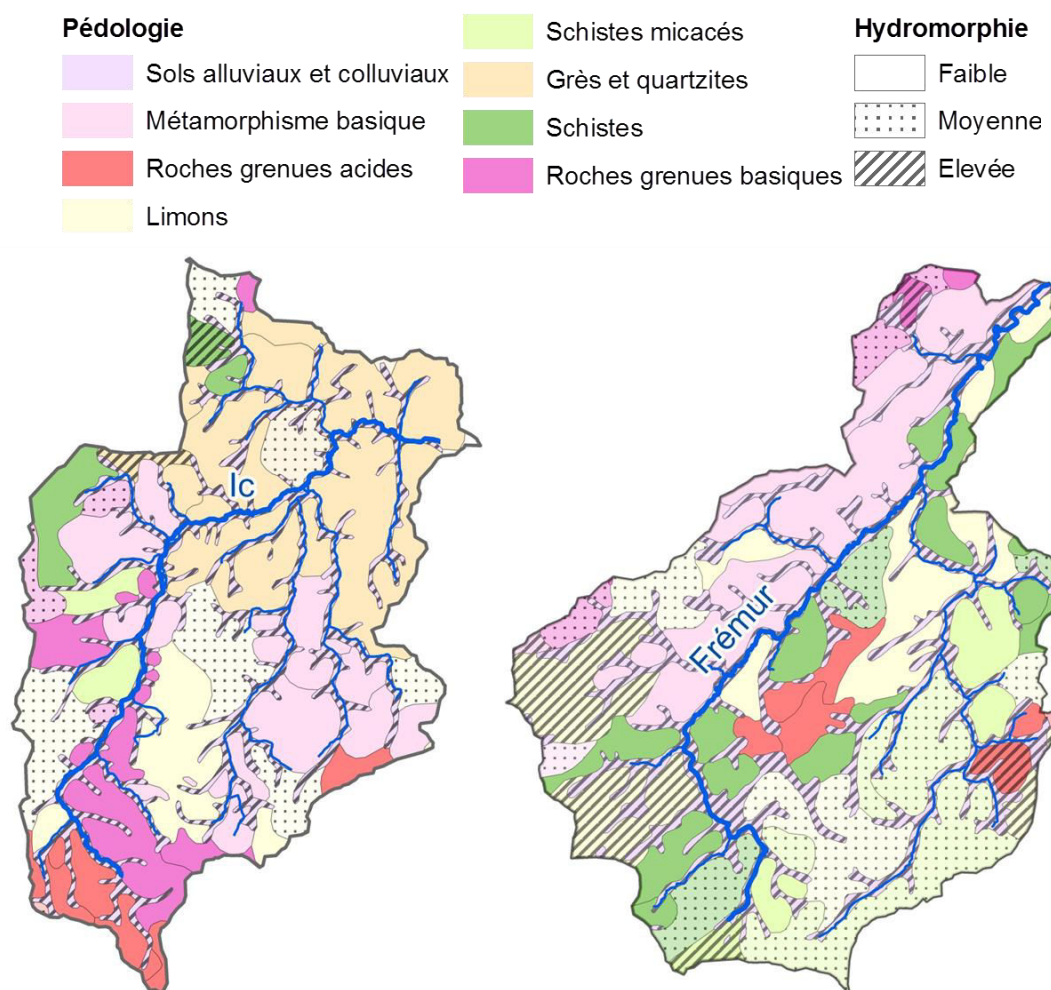 Pédologie
Sols alluviaux et colluviaux
Métamorphisme basique
Roches grenues acides
Limons
Schistes micacés
Grès et quartzites
Schistes
Roches grenues basiques
Hydromorphie
Faible
Moyenne
Elevée
Ic
Frémur